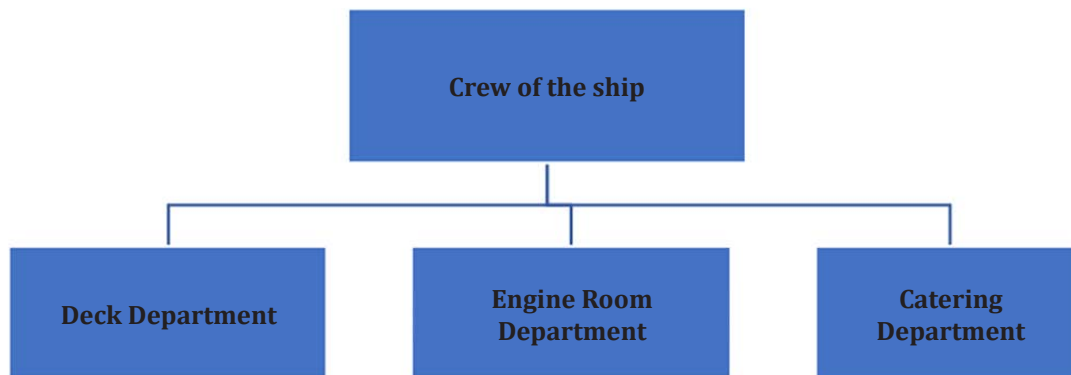 Crew of the ship
Deck Department
Engine Room
Department
Catering
Department